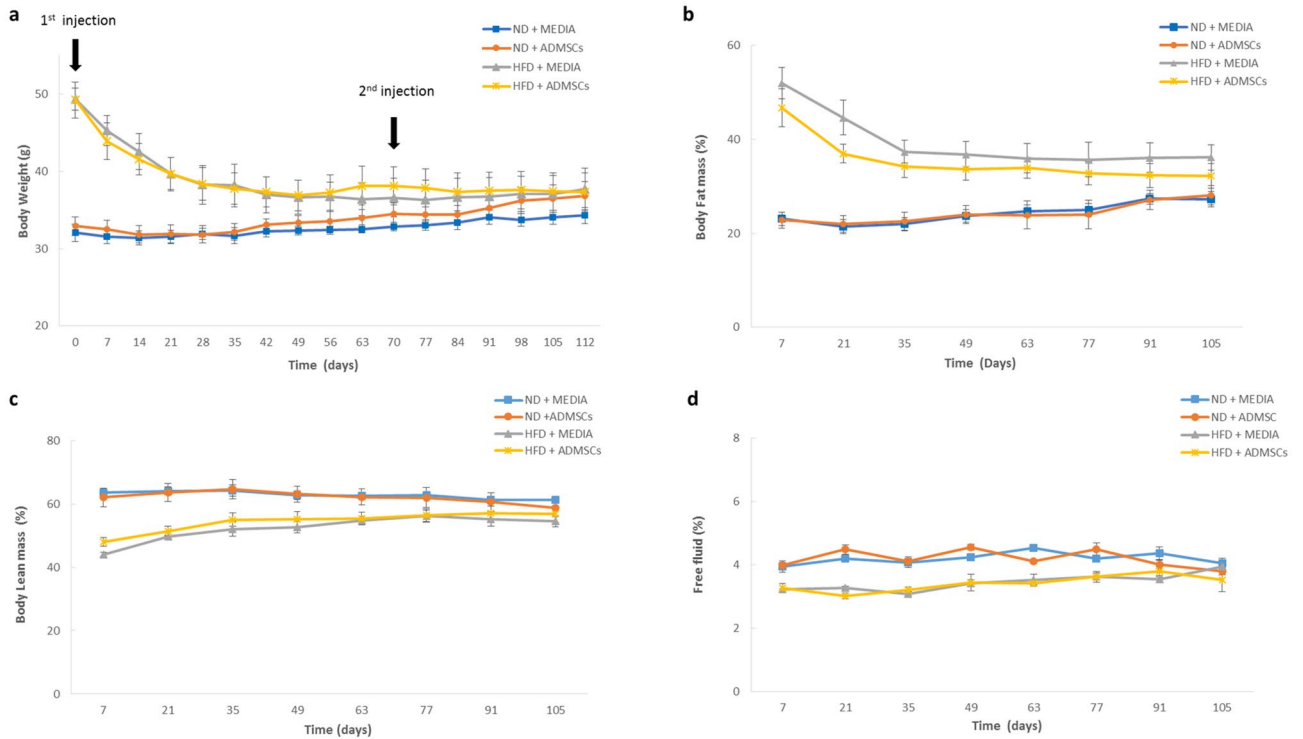 a
1st injection
2nd injection
ND + MEDIA
ND + ADMSCs
HFD + MEDIA
HFD + ADMSCs
Body Weight (g)
60
50
40
30
20
0 7 14 21 28 35 42 49 56 63 70 77 84 91 98 105 112
Time (days)
b
ND + MEDIA
ND + ADMSCs
HFD + MEDIA
HFD + ADMSCs
Body Fat mass (%)
60
40
20
0
7 21 35 49 63 77 91 105
Time (Days)
c
ND + MEDIA
ND +ADMSCs
HFD + MEDIA
HFD + ADMSCs
Body Lean mass (%)
80
60
40
20
0
7 21 35 49 63 77 91 105
Time (days)
d
ND + MEDIA
ND + ADMSC
HFD + MEDIA
HFD + ADMSCs
Free fluid (%)
8
6
4
2
0
7 21 35 49 63 77 91 105
Time (days)